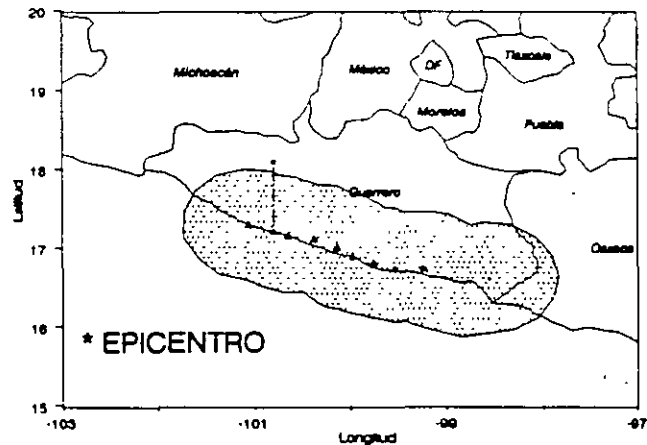 20
19
18
17
16
15
Latitud
Michoacán
México
DF
Tlaxcala
Morelos
Puebla
Guerrero
Oaxaca
* EPICENTRO
-103
-101
-99
-97
Longitud